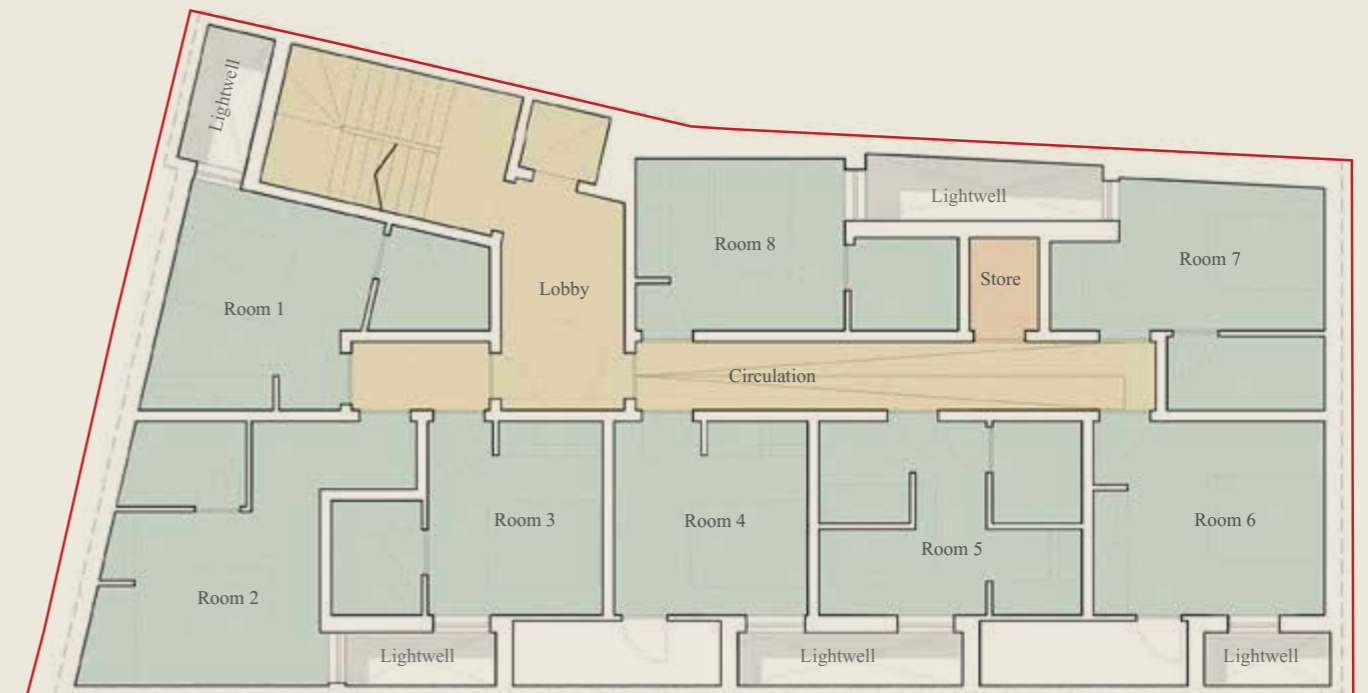 Lightwell
Lightwell
Room 8
Room 7
Store
Lobby
Room 1
Circulation
Room 3
Room 4
Room 6
Room 5
Room 2
Lightwell
Lightwell
Lightwell